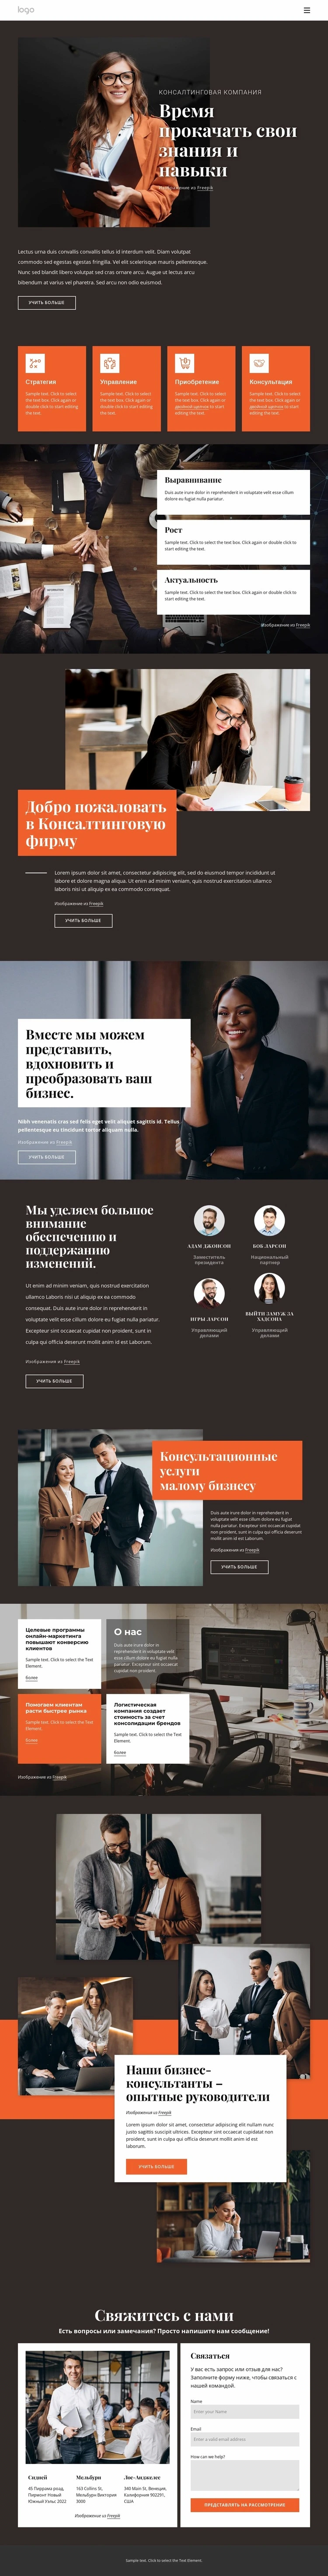 logo
КОНСАЛТИНГОВАЯ КОМПАНИЯ
Время
прокачать свои
знания и
навыки
Изображение из Freepik
Lectus urna duis convallis convallis tellus id interdum velit. Diam volutpat
commodo sed egestas egestas fringilla. Vel elit scelerisque mauris pellentesque.
Nunc sed blandit libero volutpat sed cras ornare arcu. Augue ut lectus arcu
bibendum at varius vel pharetra. Sed arcu non odio euismod.
УЧИТЬ БОЛЬШЕ
Стратегия
Sample text. Click to select
the text box. Click again or
double click to start editing
the text.
Управление
Sample text. Click to select
the text box. Click again or
double click to start editing
the text.
Приобретение
Sample text. Click to select
the text box. Click again or
двойной щелчок to start
editing the text.
Консультация
Sample text. Click to select
the text box. Click again or
двойной щелчок to start
editing the text.
Выравнивание
Duis aute irure dolor in reprehenderit in voluptate velit esse cillum
dolore eu fugiat nulla pariatur.
Рост
Sample text. Click to select the text box. Click again or double click to
start editing the text.
Актуальность
Sample text. Click to select the text box. Click again or double click to
start editing the text.
Изображение из Freepik
Добро пожаловать
в Консалтинговую
фирму
Lorem ipsum dolor sit amet, consectetur adipiscing elit, sed do eiusmod tempor incididunt ut
labore et dolore magna aliqua. Ut enim ad minim veniam, quis nostrud exercitation ullamco
laboris nisi ut aliquip ex ea commodo consequat.
Изображение из Freepik
УЧИТЬ БОЛЬШЕ
Вместе мы можем
представить,
вдохновить и
преобразовать ваш
бизнес.
Nibh venenatis cras sed felis eget velit aliquet sagittis id. Tellus
pellentesque eu tincidunt tortor aliquam nulla.
Изображение из Freepik
УЧИТЬ БОЛЬШЕ
Мы уделяем большое
внимание
обеспечению и
поддержанию
изменений.
Ut enim ad minim veniam, quis nostrud exercitation
ullamco Laboris nisi ut aliquip ex ea commodo
consequat. Duis aute irure dolor in reprehenderit
in voluptate velit esse cillum dolore eu fugiat nulla pariatur.
Excepteur sint occaecat cupidatat non proident, sunt in
culpa qui officia deserunt mollit anim id est Laborum.
Изображения из Freepik
УЧИТЬ БОЛЬШЕ
АДАМ ДЖОНСОН
Заместитель
президента
БОБ ЛАРСОН
Национальный
партнер
ИГРЫ ЛАРСОН
Управляющий
делами
ВЫЙТИ ЗАМУЖ ЗА
ХАДСОНА
Управляющий
делами
Консультационные
услуги
малому бизнесу
Duis aute irure dolor in reprehenderit in
voluptate velit esse cillum dolore eu fugiat
nulla pariatur. Excepteur sint occaecat cupidatat non
proident, sunt in culpa qui officia deserunt
mollit anim id est Laborum.
Изображения из Freepik
УЧИТЬ БОЛЬШЕ
Целевые программы
онлайн-маркетинга
повышают конверсию
клиентов
Sample text. Click to select the Text
Element.
Более
О нас
Duis aute irure dolor in
reprehenderit in voluptate velit
esse cillum dolore eu fugiat nulla
pariatur. Excepteur sint occaecat
cupidatat non proident
Помогаем клиентам
расти быстрее рынка
Sample text. Click to select the Text
Element.
Более
Логистическая
компания создает
стоимость за счет
консолидации брендов
Sample text. Click to select the Text
Element.
Более
Изображение из Freepik
Наши бизнес-
консультанты –
опытные руководители
Изображения из Freepik
Lorem ipsum dolor sit amet, consectetur adipiscing elit nullam nunc
justo sagittis suscipit ultrices. Excepteur sint occaecat cupidatat non
proident, sunt in culpa qui officia deserunt mollit anim id est
laborum.
УЧИТЬ БОЛЬШЕ
Свяжитесь с нами
Есть вопросы или замечания? Просто напишите нам сообщение!
Сидней
45 Пиррама роад,
Пирмонт Новый
Южный Уэльс 2022
Мельбурн
163 Collins St,
Мельбурн Виктория
3000
Лос-Анджелес
340 Main St, Венеция,
Калифорния 902291,
США
Изображение из Freepik
Связаться
У вас есть запрос или отзыв для нас?
Заполните форму ниже, чтобы связаться с
нашей командой.
Name
Enter your Name
Email
Enter a valid email address
How can we help?
ПРЕДСТАВЛЯТЬ НА РАССМОТРЕНИЕ
Sample text. Click to select the Text Element.